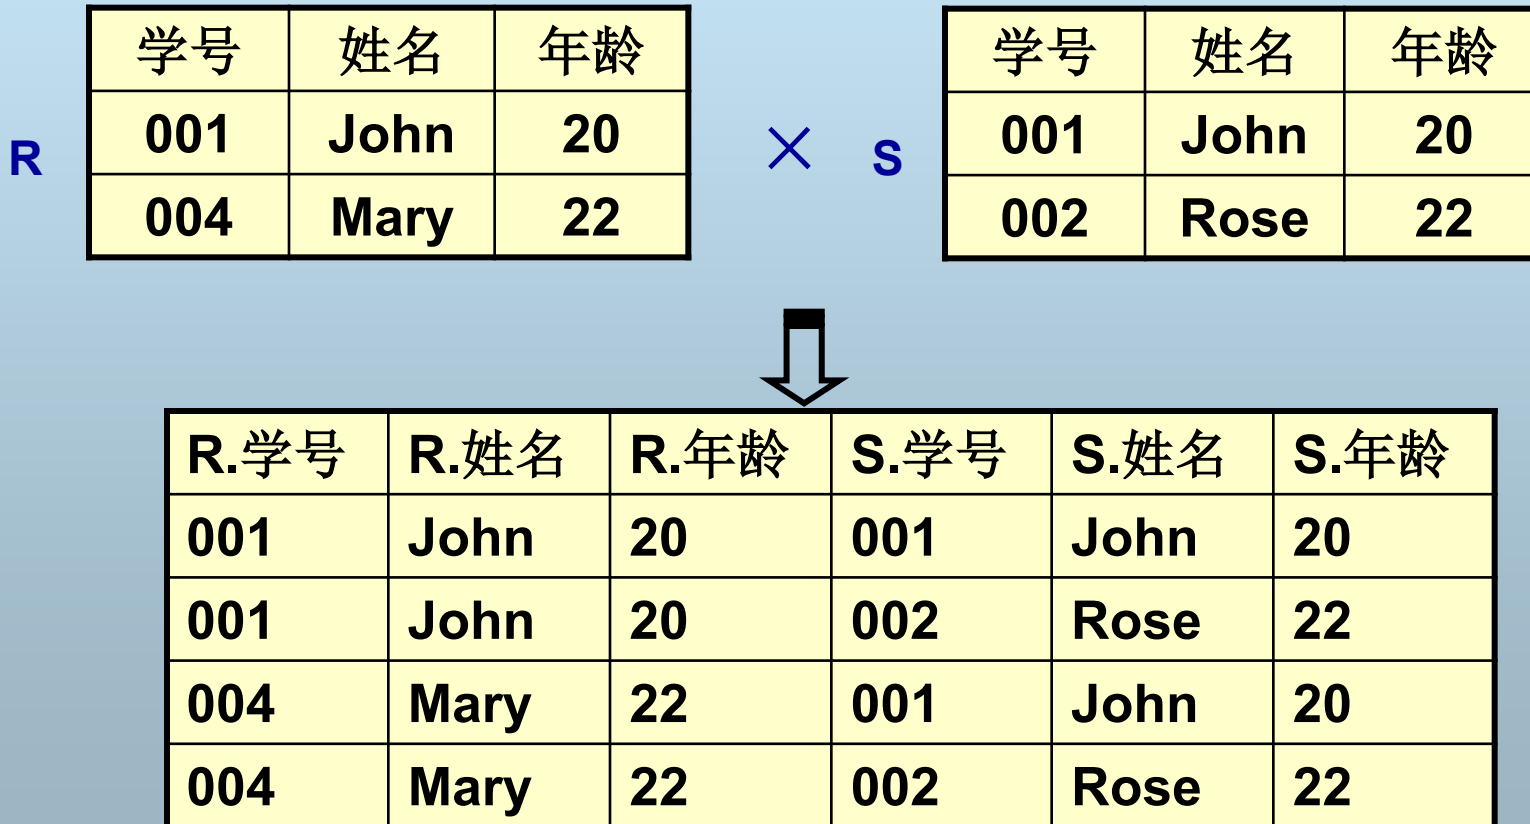 学号 姓名 年龄 学号 姓名 年龄
R 001 John 20 × S 001 John 20
004 Mary 22 002 Rose 22
R.学号 R.姓名 R.年龄 S.学号 S.姓名 S.年龄
001 John 20 001 John 20
001 John 20 002 Rose 22
004 Mary 22 001 John 20
004 Mary 22 002 Rose 22